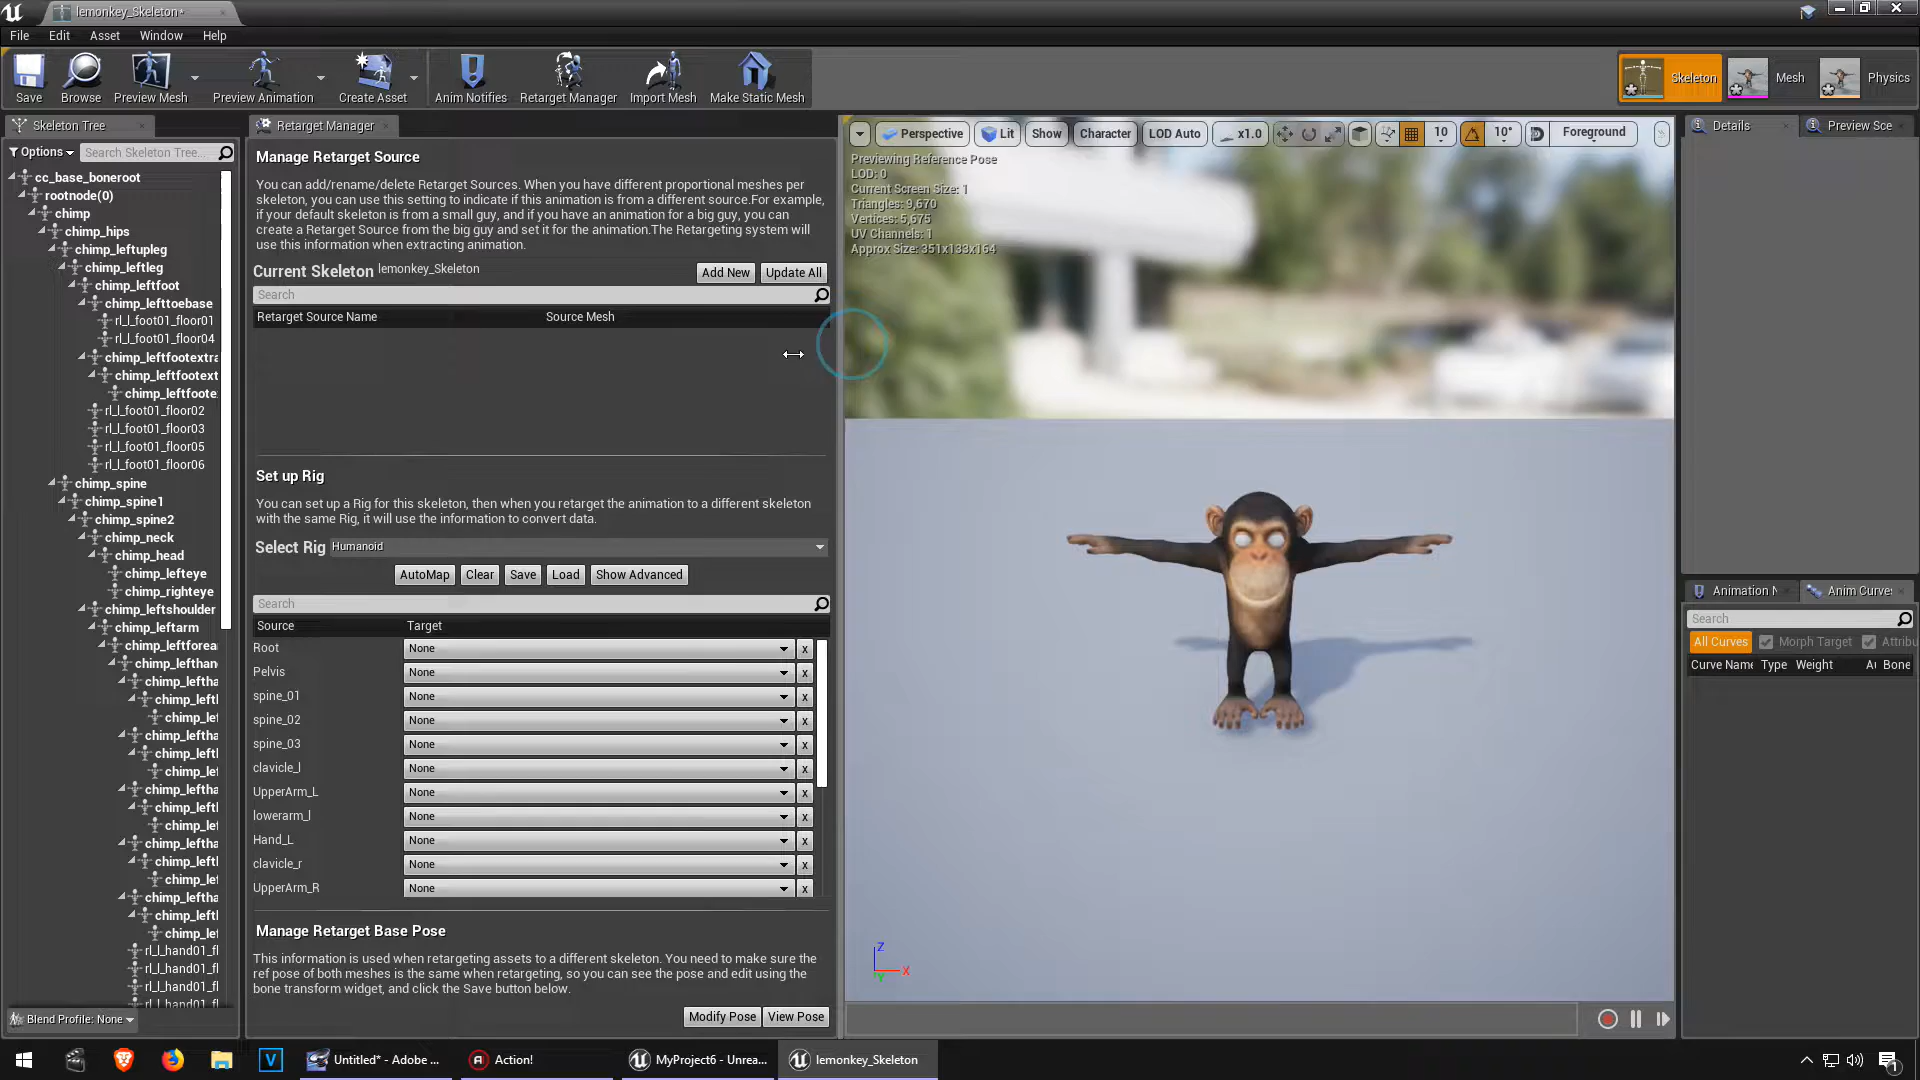 lemonkey_Skeleton*
File Edit Asset Window Help
Save Browse Preview Mesh Preview Animation Create Asset Anim Notifies Retarget Manager Import Mesh Make Static Mesh
Skeleton Mesh Physics
Skeleton Tree
Options Search Skeleton Tree...
cc_base_boneroot
rootnode(0)
chimp
chimp_hips
chimp_leftupleg
chimp_leftleg
chimp_leftfoot
chimp_lefttoebase
rl_l_foot01_floor01
rl_l_foot01_floor04
chimp_leftfootextra
chimp_leftfootext
chimp_leftfoote
rl_l_foot01_floor02
rl_l_foot01_floor03
rl_l_foot01_floor05
rl_l_foot01_floor06
chimp_spine
chimp_spine1
chimp_spine2
chimp_neck
chimp_head
chimp_lefteye
chimp_righteye
chimp_leftshoulder
chimp_leftarm
chimp_leftforea
chimp_lefthan
chimp_leftha
chimp_leftl
chimp_lef
chimp_leftha
chimp_leftl
chimp_lef
chimp_leftha
chimp_leftl
chimp_lef
chimp_leftha
chimp_leftl
chimp_lef
chimp_leftha
chimp_leftl
chimp_lef
rl_l_hand01_fl
rl_l_hand01_fl
rl_l_hand01_fl
rl_l_hand01_fl
Blend Profile: None
Retarget Manager
Manage Retarget Source
You can add/rename/delete Retarget Sources. When you have different proportional meshes per
skeleton, you can use this setting to indicate if this animation is from a different source.For example,
if your default skeleton is from a small guy, and if you have an animation for a big guy, you can
create a Retarget Source from the big guy and set it for the animation.The Retargeting system will
use this information when extracting animation.
Current Skeleton lemonkey_Skeleton Add New Update All
Search
Retarget Source Name Source Mesh
Set up Rig
You can set up a Rig for this skeleton, then when you retarget the animation to a different skeleton
with the same Rig, it will use the information to convert data.
Select Rig Humanoid
AutoMap Clear Save Load Show Advanced
Search
Source Target
Root None x
Pelvis None x
spine_01 None x
spine_02 None x
spine_03 None x
clavicle_l None x
UpperArm_L None x
lowerarm_l None x
Hand_L None x
clavicle_r None x
UpperArm_R None x
Manage Retarget Base Pose
This information is used when retargeting assets to a different skeleton. You need to make sure the
ref pose of both meshes is the same when retargeting, so you can see the pose and edit using the
bone transform widget, and click the Save button below.
Modify Pose View Pose
Perspective Lit Show Character LOD Auto x1.0 10 10° Foreground
Previewing Reference Pose
LOD: 0
Current Screen Size: 1
Triangles: 9,670
Vertices: 5,675
UV Channels: 1
Approx Size: 351x133x164
Z
X
Y
Details Preview Sce
Animation N Anim Curve
Search
All Curves Morph Target Attribu
Curve Name Type Weight Au Bone
Untitled* - Adobe ... Action! MyProject6 - Unrea... lemonkey_Skeleton